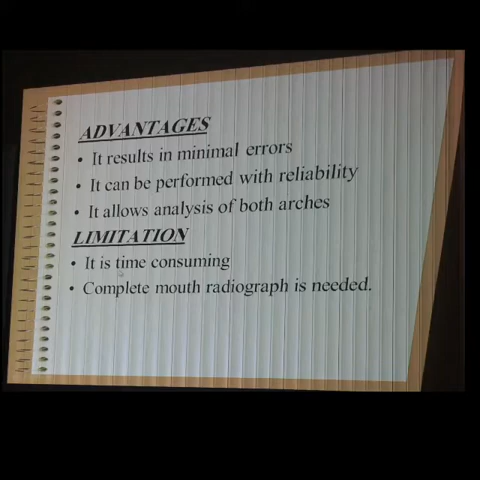 ADVANTAGES
• It results in minimal errors
• It can be performed with reliability
• It allows analysis of both arches
LIMITATION
• It is time consuming
• Complete mouth radiograph is needed.